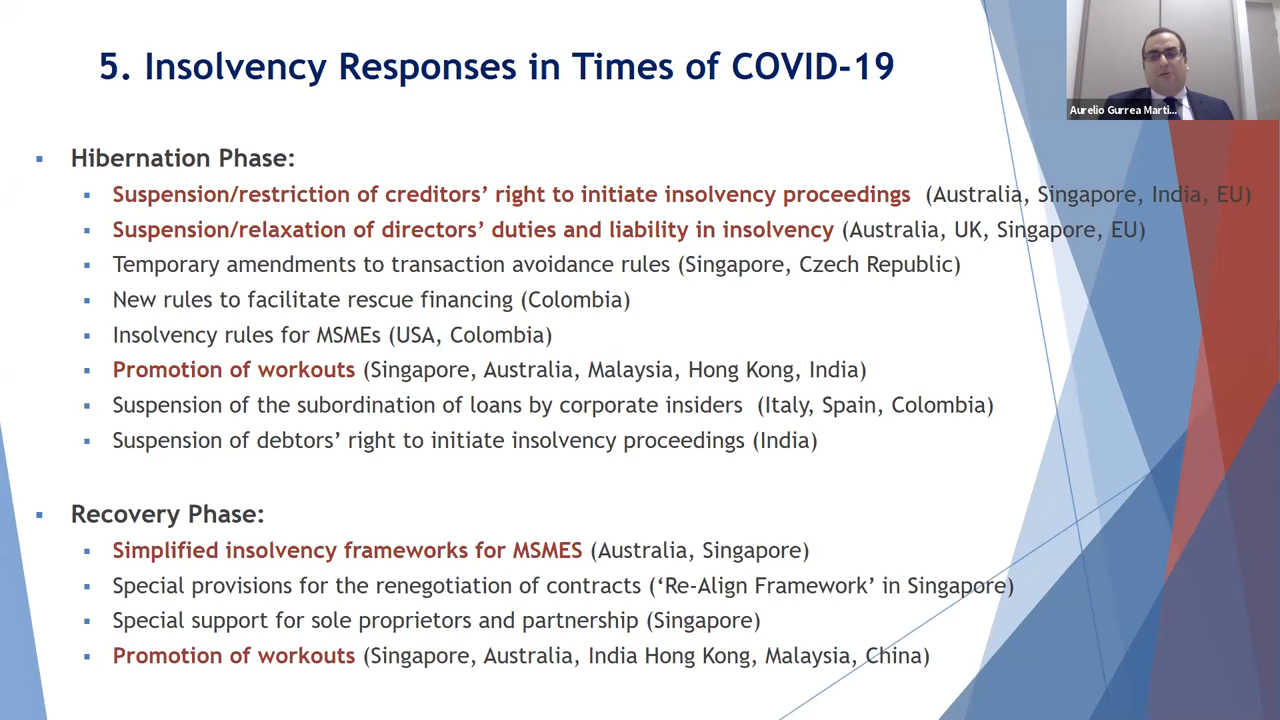 5. Insolvency Responses in Times of COVID-19
Aurelio Gurrea Marti...
Hibernation Phase:
Suspension/restriction of creditors’ right to initiate insolvency proceedings (Australia, Singapore, India, EU)
Suspension/relaxation of directors’ duties and liability in insolvency (Australia, UK, Singapore, EU)
Temporary amendments to transaction avoidance rules (Singapore, Czech Republic)
New rules to facilitate rescue financing (Colombia)
Insolvency rules for MSMEs (USA, Colombia)
Promotion of workouts (Singapore, Australia, Malaysia, Hong Kong, India)
Suspension of the subordination of loans by corporate insiders (Italy, Spain, Colombia)
Suspension of debtors’ right to initiate insolvency proceedings (India)
Recovery Phase:
Simplified insolvency frameworks for MSMES (Australia, Singapore)
Special provisions for the renegotiation of contracts (‘Re-Align Framework’ in Singapore)
Special support for sole proprietors and partnership (Singapore)
Promotion of workouts (Singapore, Australia, India Hong Kong, Malaysia, China)